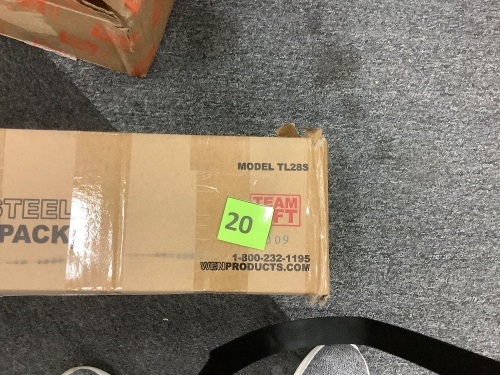 MODEL TL28S
STEEL
PACK
TEAM
20
1-800-232-1195
WENPRODUCTS.COM